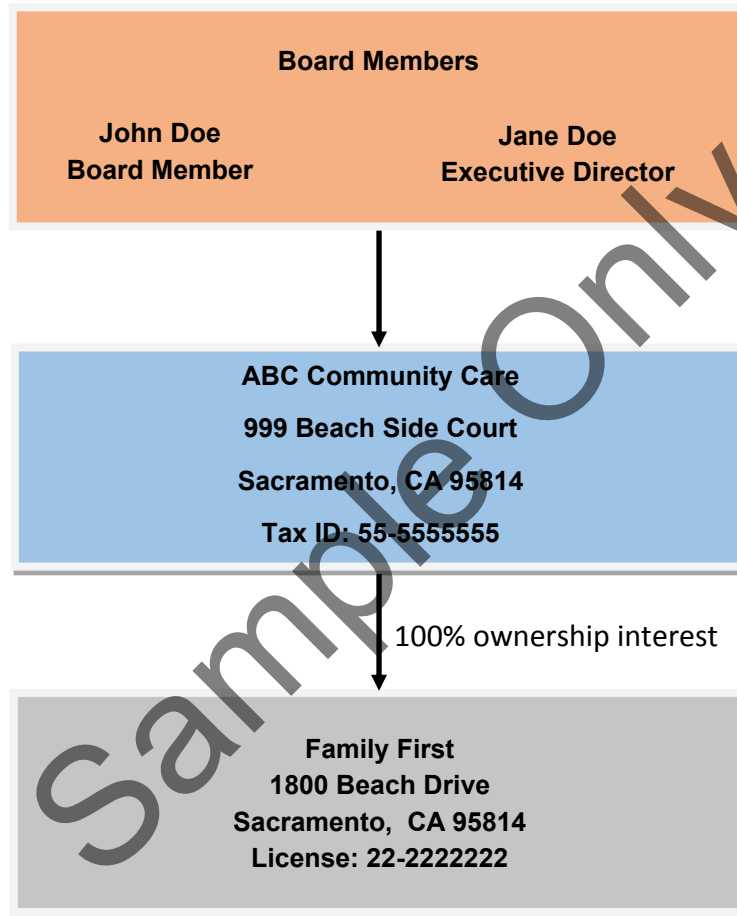 Board Members
John Doe
Board Member
Jane Doe
Executive Director
ABC Community Care
999 Beach Side Court
Sacramento, CA 95814
Tax ID: 55-5555555
100% ownership interest
Family First
1800 Beach Drive
Sacramento, CA 95814
License: 22-2222222
Sample Only